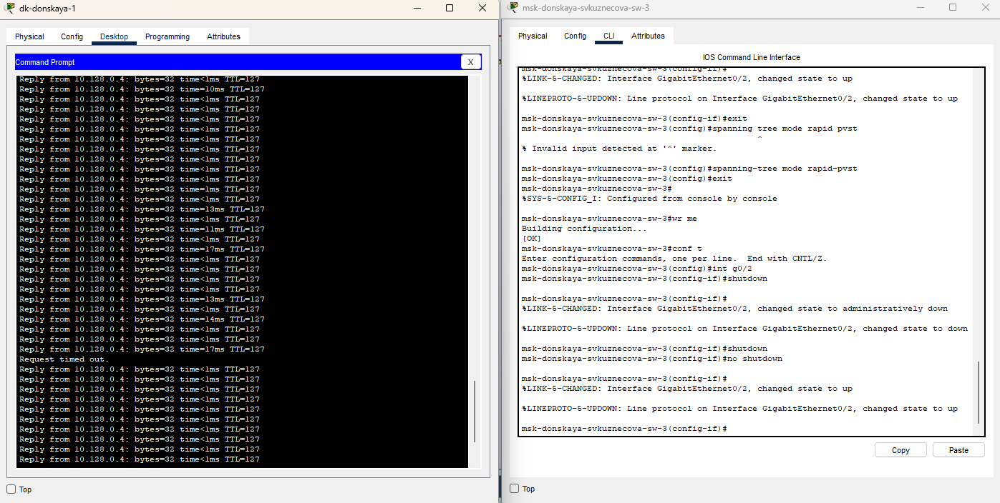 dk-donskaya-1
Physical Config Desktop Programming Attributes
Command Prompt
X
Reply from 10.128.0.4: bytes=32 time<1ms TTL=127
Reply from 10.128.0.4: bytes=32 time=10ms TTL=127
Reply from 10.128.0.4: bytes=32 time<1ms TTL=127
Reply from 10.128.0.4: bytes=32 time<1ms TTL=127
Reply from 10.128.0.4: bytes=32 time<1ms TTL=127
Reply from 10.128.0.4: bytes=32 time<1ms TTL=127
Reply from 10.128.0.4: bytes=32 time<1ms TTL=127
Reply from 10.128.0.4: bytes=32 time<1ms TTL=127
Reply from 10.128.0.4: bytes=32 time<1ms TTL=127
Reply from 10.128.0.4: bytes=32 time<1ms TTL=127
Reply from 10.128.0.4: bytes=32 time<1ms TTL=127
Reply from 10.128.0.4: bytes=32 time<1ms TTL=127
Reply from 10.128.0.4: bytes=32 time<1ms TTL=127
Reply from 10.128.0.4: bytes=32 time=13ms TTL=127
Reply from 10.128.0.4: bytes=32 time<1ms TTL=127
Reply from 10.128.0.4: bytes=32 time=11ms TTL=127
Reply from 10.128.0.4: bytes=32 time<1ms TTL=127
Reply from 10.128.0.4: bytes=32 time=17ms TTL=127
Reply from 10.128.0.4: bytes=32 time<1ms TTL=127
Reply from 10.128.0.4: bytes=32 time<1ms TTL=127
Reply from 10.128.0.4: bytes=32 time<1ms TTL=127
Reply from 10.128.0.4: bytes=32 time<1ms TTL=127
Reply from 10.128.0.4: bytes=32 time=13ms TTL=127
Reply from 10.128.0.4: bytes=32 time<1ms TTL=127
Reply from 10.128.0.4: bytes=32 time=14ms TTL=127
Reply from 10.128.0.4: bytes=32 time<1ms TTL=127
Reply from 10.128.0.4: bytes=32 time<1ms TTL=127
Reply from 10.128.0.4: bytes=32 time=17ms TTL=127
Request timed out.
Reply from 10.128.0.4: bytes=32 time<1ms TTL=127
Reply from 10.128.0.4: bytes=32 time<1ms TTL=127
Reply from 10.128.0.4: bytes=32 time<1ms TTL=127
Reply from 10.128.0.4: bytes=32 time<1ms TTL=127
Reply from 10.128.0.4: bytes=32 time<1ms TTL=127
Reply from 10.128.0.4: bytes=32 time<1ms TTL=127
Reply from 10.128.0.4: bytes=32 time<1ms TTL=127
Reply from 10.128.0.4: bytes=32 time<1ms TTL=127
Reply from 10.128.0.4: bytes=32 time<1ms TTL=127
Reply from 10.128.0.4: bytes=32 time<1ms TTL=127
Top
msk-donskaya-svkuznecova-sw-3
Physical Config CLI Attributes
IOS Command Line Interface
msk-donskaya-svkuznecova-sw-3(config-if)#
%LINK-5-CHANGED: Interface GigabitEthernet0/2, changed state to up
%LINEPROTO-5-UPDOWN: Line protocol on Interface GigabitEthernet0/2, changed state to up
msk-donskaya-svkuznecova-sw-3(config-if)#exit
msk-donskaya-svkuznecova-sw-3(config)#spanning tree mode rapid pvst
^
% Invalid input detected at '^' marker.
msk-donskaya-svkuznecova-sw-3(config)#spanning-tree mode rapid-pvst
msk-donskaya-svkuznecova-sw-3(config)#exit
msk-donskaya-svkuznecova-sw-3#
%SYS-5-CONFIG_I: Configured from console by console
msk-donskaya-svkuznecova-sw-3#wr me
Building configuration...
[OK]
msk-donskaya-svkuznecova-sw-3#conf t
Enter configuration commands, one per line. End with CNTL/Z.
msk-donskaya-svkuznecova-sw-3(config)#int g0/2
msk-donskaya-svkuznecova-sw-3(config-if)#shutdown
msk-donskaya-svkuznecova-sw-3(config-if)#
%LINK-5-CHANGED: Interface GigabitEthernet0/2, changed state to administratively down
%LINEPROTO-5-UPDOWN: Line protocol on Interface GigabitEthernet0/2, changed state to down
msk-donskaya-svkuznecova-sw-3(config-if)#shutdown
msk-donskaya-svkuznecova-sw-3(config-if)#no shutdown
msk-donskaya-svkuznecova-sw-3(config-if)#
%LINK-5-CHANGED: Interface GigabitEthernet0/2, changed state to up
%LINEPROTO-5-UPDOWN: Line protocol on Interface GigabitEthernet0/2, changed state to up
msk-donskaya-svkuznecova-sw-3(config-if)#
Copy Paste
Top